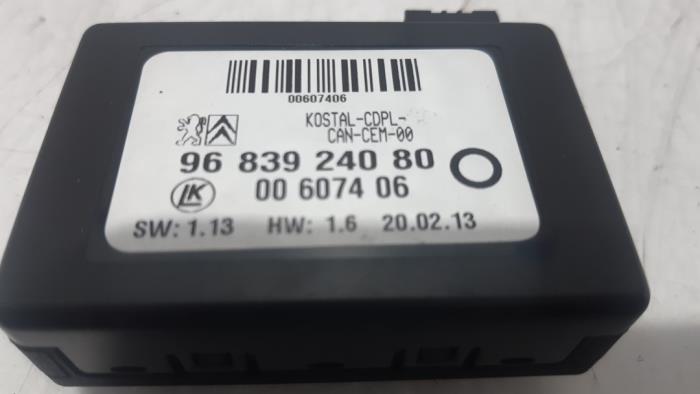 00607406
KOSTAL-CDPL-
CAN-CEM-00
96 839 240 80
LK
00 6074 06
SW: 1.13 HW: 1.6 20.02.13